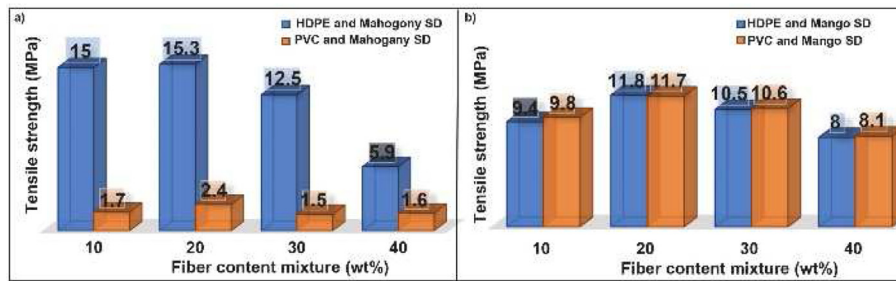 a)
HDPE and Mahogony SD
PVC and Mahogany SD
Tensile strength (MPa)
15
1.7
15.3
2.4
12.5
1.5
5.9
1.6
10 20 30 40
Fiber content mixture (wt%)
b)
HDPE and Mango SD
PVC and Mango SD
Tensile strength (MPa)
9.4
9.8
11.8
11.7
10.5
10.6
8
8.1
10 20 30 40
Fiber content mixture (wt%)